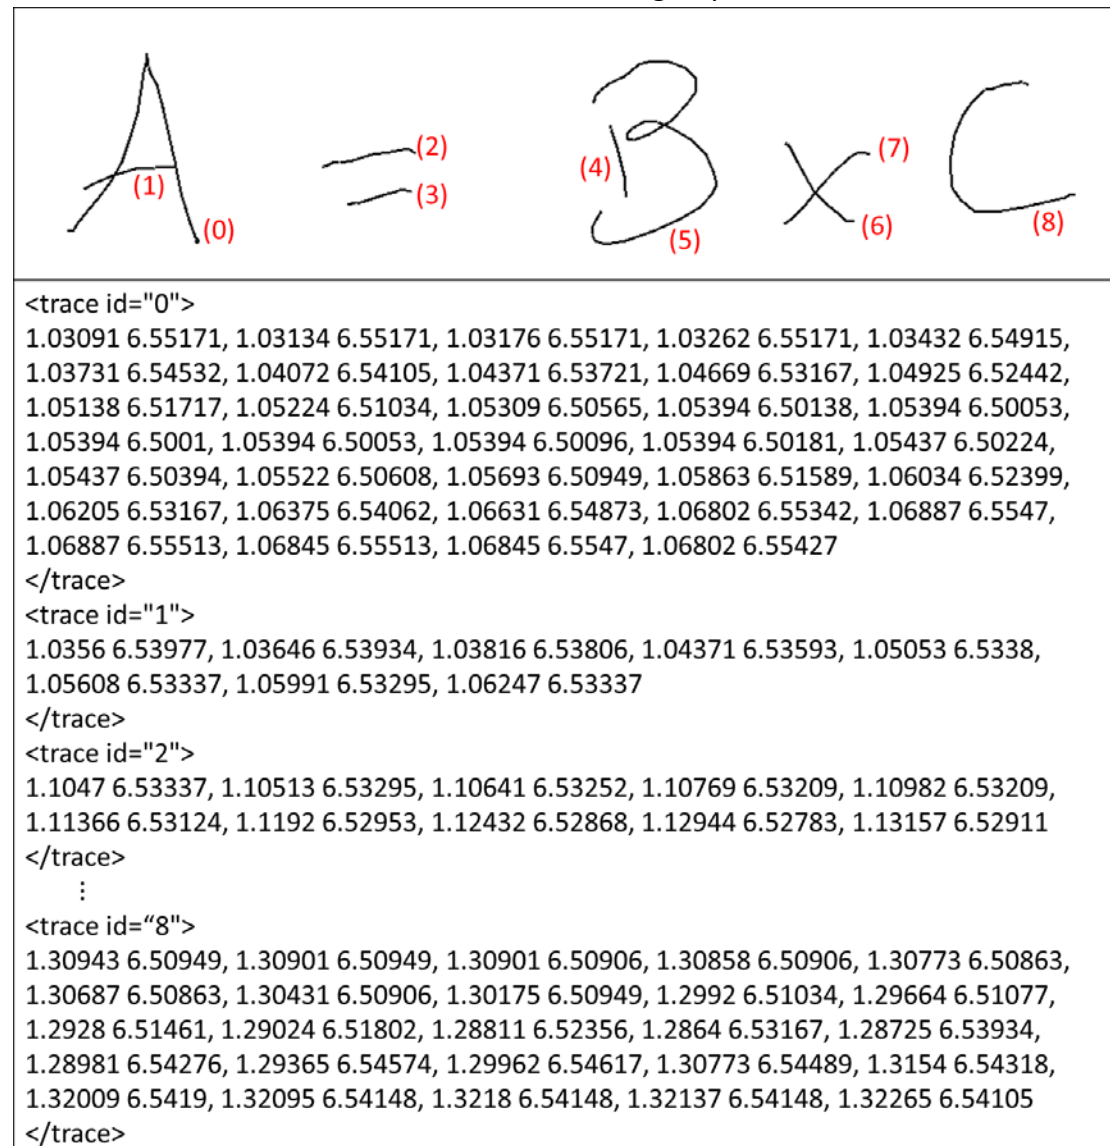 A = B x C
(0) (1) (2) (3) (4) (5) (6) (7) (8)
<trace id="0">
1.03091 6.55171, 1.03134 6.55171, 1.03176 6.55171, 1.03262 6.55171, 1.03432 6.54915,
1.03731 6.54532, 1.04072 6.54105, 1.04371 6.53721, 1.04669 6.53167, 1.04925 6.52442,
1.05138 6.51717, 1.05224 6.51034, 1.05309 6.50565, 1.05394 6.50138, 1.05394 6.50053,
1.05394 6.5001, 1.05394 6.50053, 1.05394 6.50096, 1.05394 6.50181, 1.05437 6.50224,
1.05437 6.50394, 1.05522 6.50608, 1.05693 6.50949, 1.05863 6.51589, 1.06034 6.52399,
1.06205 6.53167, 1.06375 6.54062, 1.06631 6.54873, 1.06802 6.55342, 1.06887 6.5547,
1.06887 6.55513, 1.06845 6.55513, 1.06845 6.5547, 1.06802 6.55427
</trace>
<trace id="1">
1.0356 6.53977, 1.03646 6.53934, 1.03816 6.53806, 1.04371 6.53593, 1.05053 6.5338,
1.05608 6.53337, 1.05991 6.53295, 1.06247 6.53337
</trace>
<trace id="2">
1.1047 6.53337, 1.10513 6.53295, 1.10641 6.53252, 1.10769 6.53209, 1.10982 6.53209,
1.11366 6.53124, 1.1192 6.52953, 1.12432 6.52868, 1.12944 6.52783, 1.13157 6.52911
</trace>
⋮
<trace id=“8">
1.30943 6.50949, 1.30901 6.50949, 1.30901 6.50906, 1.30858 6.50906, 1.30773 6.50863,
1.30687 6.50863, 1.30431 6.50906, 1.30175 6.50949, 1.2992 6.51034, 1.29664 6.51077,
1.2928 6.51461, 1.29024 6.51802, 1.28811 6.52356, 1.2864 6.53167, 1.28725 6.53934,
1.28981 6.54276, 1.29365 6.54574, 1.29962 6.54617, 1.30773 6.54489, 1.3154 6.54318,
1.32009 6.5419, 1.32095 6.54148, 1.3218 6.54148, 1.32137 6.54148, 1.32265 6.54105
</trace>